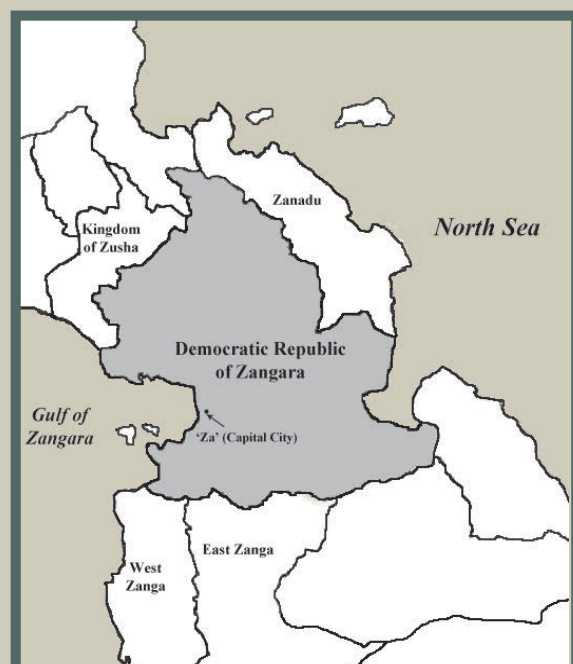 Zanadu
Kingdom
of Zusha
North Sea
Democratic Republic
of Zangara
Gulf of
Zangara
'Za' (Capital City)
East Zanga
West
Zanga